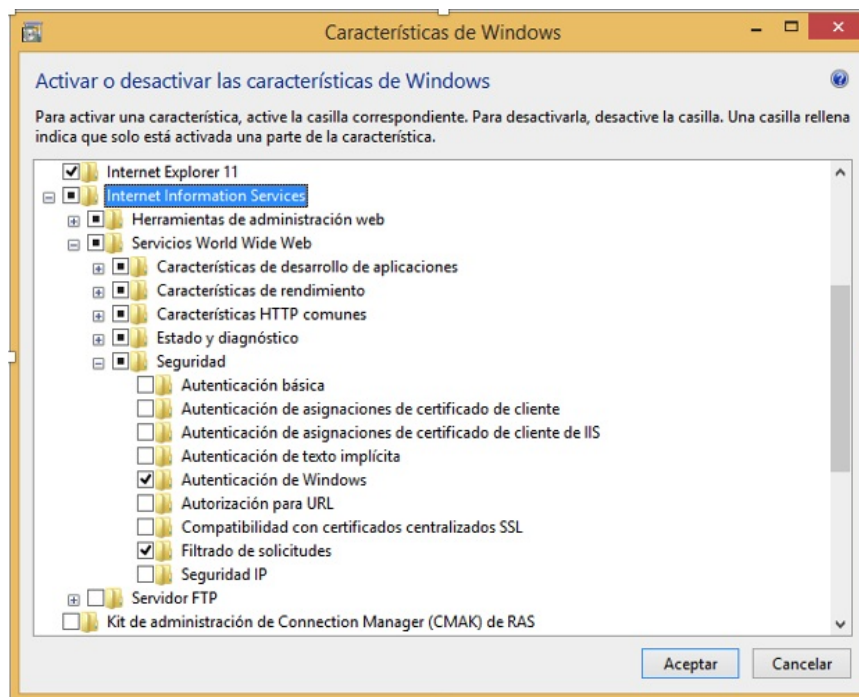 Características de Windows
Activar o desactivar las características de Windows
Para activar una característica, active la casilla correspondiente. Para desactivarla, desactive la casilla. Una casilla rellena
indica que solo está activada una parte de la característica.
Internet Explorer 11
Internet Information Services
Herramientas de administración web
Servicios World Wide Web
Características de desarrollo de aplicaciones
Características de rendimiento
Características HTTP comunes
Estado y diagnóstico
Seguridad
Autenticación básica
Autenticación de asignaciones de certificado de cliente
Autenticación de asignaciones de certificado de cliente de IIS
Autenticación de texto implícita
Autenticación de Windows
Autorización para URL
Compatibilidad con certificados centralizados SSL
Filtrado de solicitudes
Seguridad IP
Servidor FTP
Kit de administración de Connection Manager (CMAK) de RAS
Aceptar Cancelar